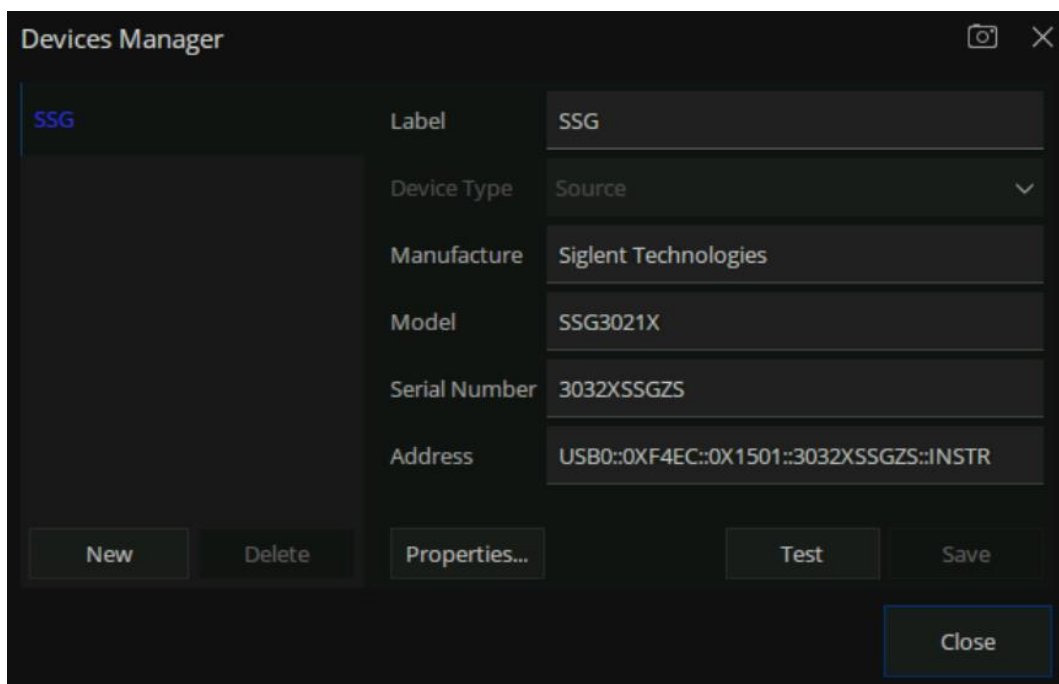 Devices Manager
SSG
Label SSG
Device Type Source
Manufacture Siglent Technologies
Model SSG3021X
Serial Number 3032XSSGZS
Address USB0::0XF4EC::0X1501::3032XSSGZS::INSTR
New Delete Properties... Test Save
Close